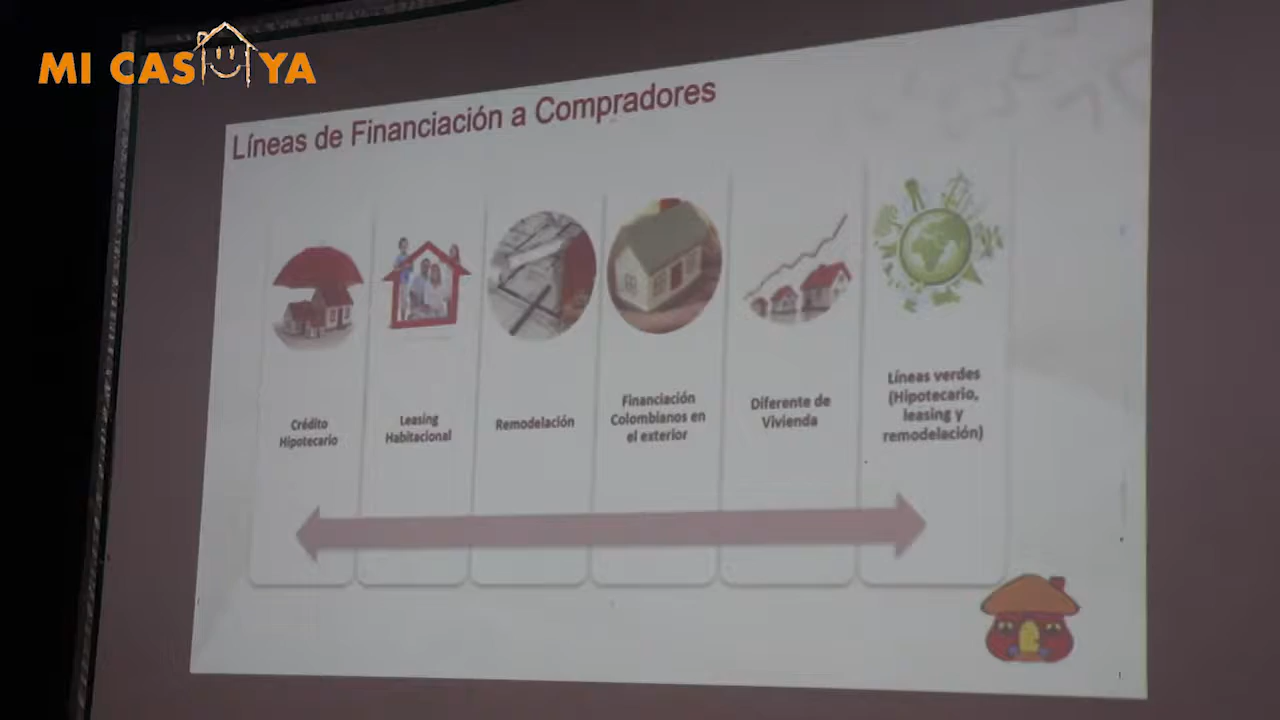 MI CASA YA
Líneas de Financiación a Compradores
Crédito
Hipotecario
Leasing
Habitacional
Remodelación
Financiación
Colombianos en
el exterior
Diferente de
Vivienda
Líneas verdes
(Hipotecario,
leasing y
remodelación)